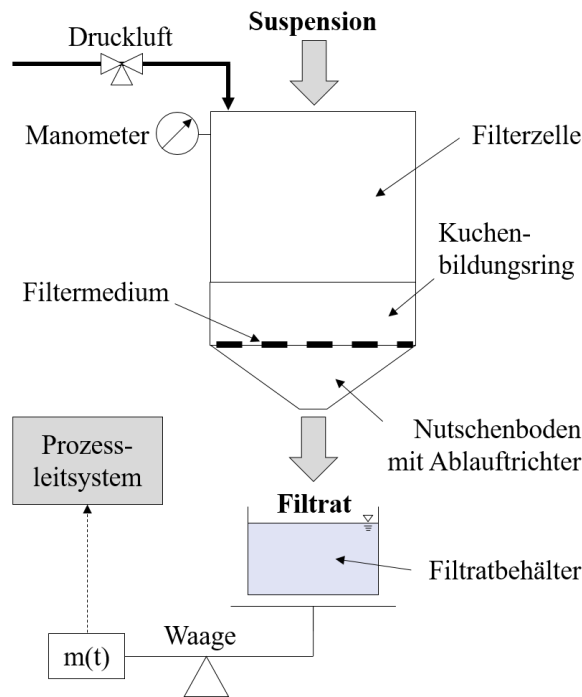 Druckluft
Suspension
Manometer
Filterzelle
Kuchen-
bildungsring
Filtermedium
Nutschenboden
mit Ablauftrichter
Prozess-
leitsystem
Filtrat
Filtratbehälter
Waage
m(t)